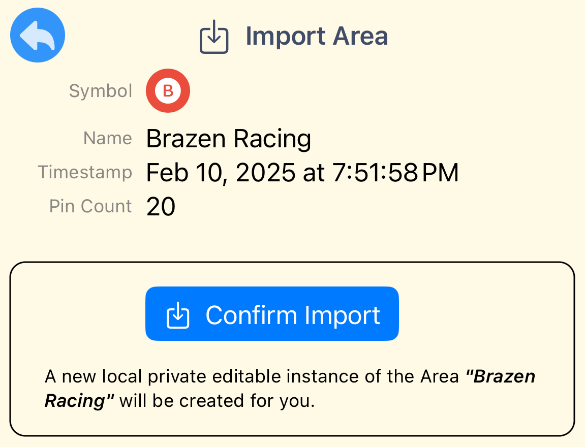 Import Area
Symbol B
Name Brazen Racing
Timestamp Feb 10, 2025 at 7:51:58 PM
Pin Count 20
Confirm Import
A new local private editable instance of the Area "Brazen
Racing" will be created for you.